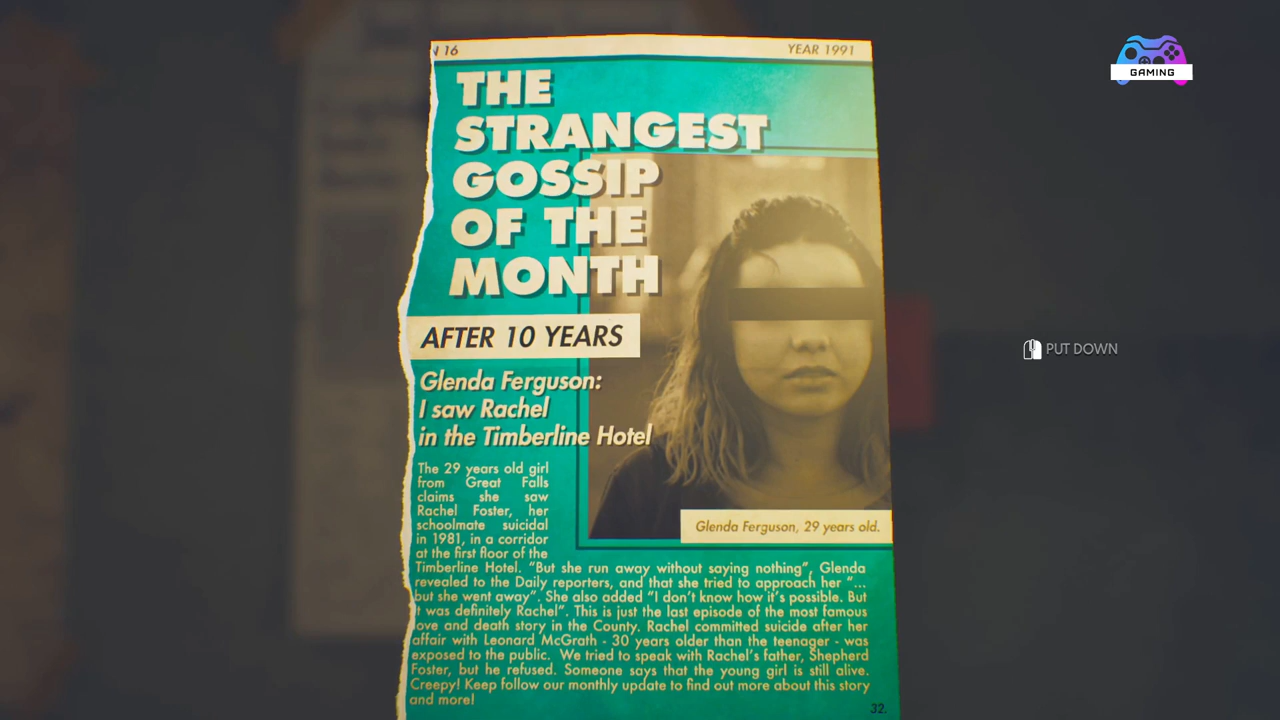 16
YEAR 1991
THE
STRANGEST
GOSSIP
OF THE
MONTH
AFTER 10 YEARS
Glenda Ferguson:
I saw Rachel
in the Timberline Hotel
The 29 years old girl
from Great Falls
claims she saw
Rachel Foster, her
schoolmate suicidal
in 1981, in a corridor
at the first floor of the
Timberline Hotel. “But she run away without saying nothing”, Glenda
revealed to the Daily reporters, and that she tried to approach her “...
but she went away”. She also added “I don’t know how it’s possible. But
it was definitely Rachel”. This is just the last episode of the most famous
love and death story in the County. Rachel committed suicide after her
affair with Leonard McGrath - 30 years older than the teenager - was
exposed to the public. We tried to speak with Rachel’s father, Shepherd
Foster, but he refused. Someone says that the young girl is still alive.
Creepy! Keep follow our monthly update to find out more about this story
and more!
Glenda Ferguson, 29 years old.
32.
PUT DOWN
GAMING